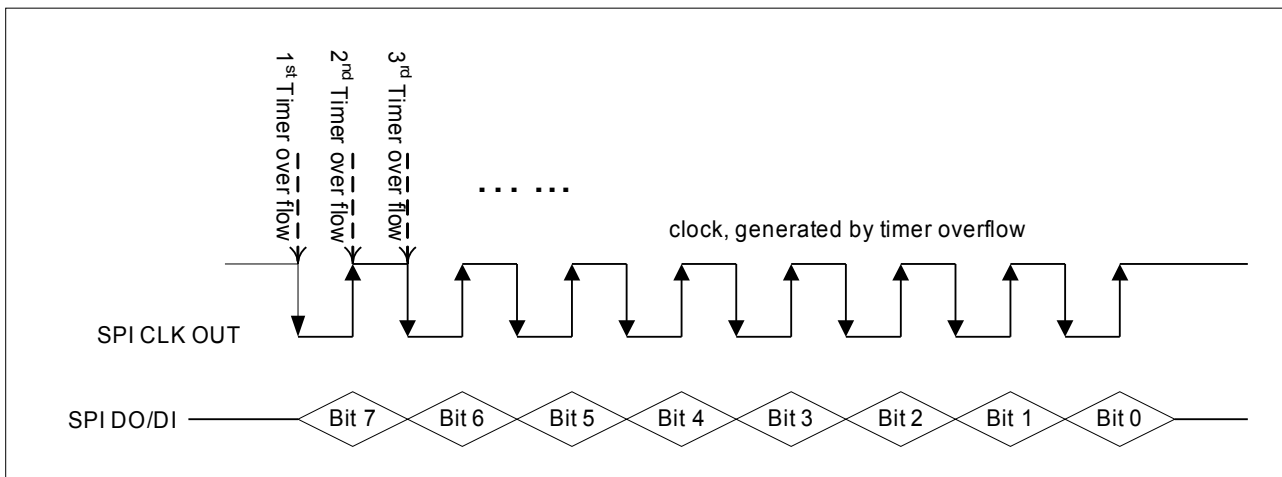 1st Timer over flow
2nd Timer over flow
3rd Timer over flow
... ...
clock, generated by timer overflow
SPI CLK OUT
SPI DO/DI
Bit 7
Bit 6
Bit 5
Bit 4
Bit 3
Bit 2
Bit 1
Bit 0